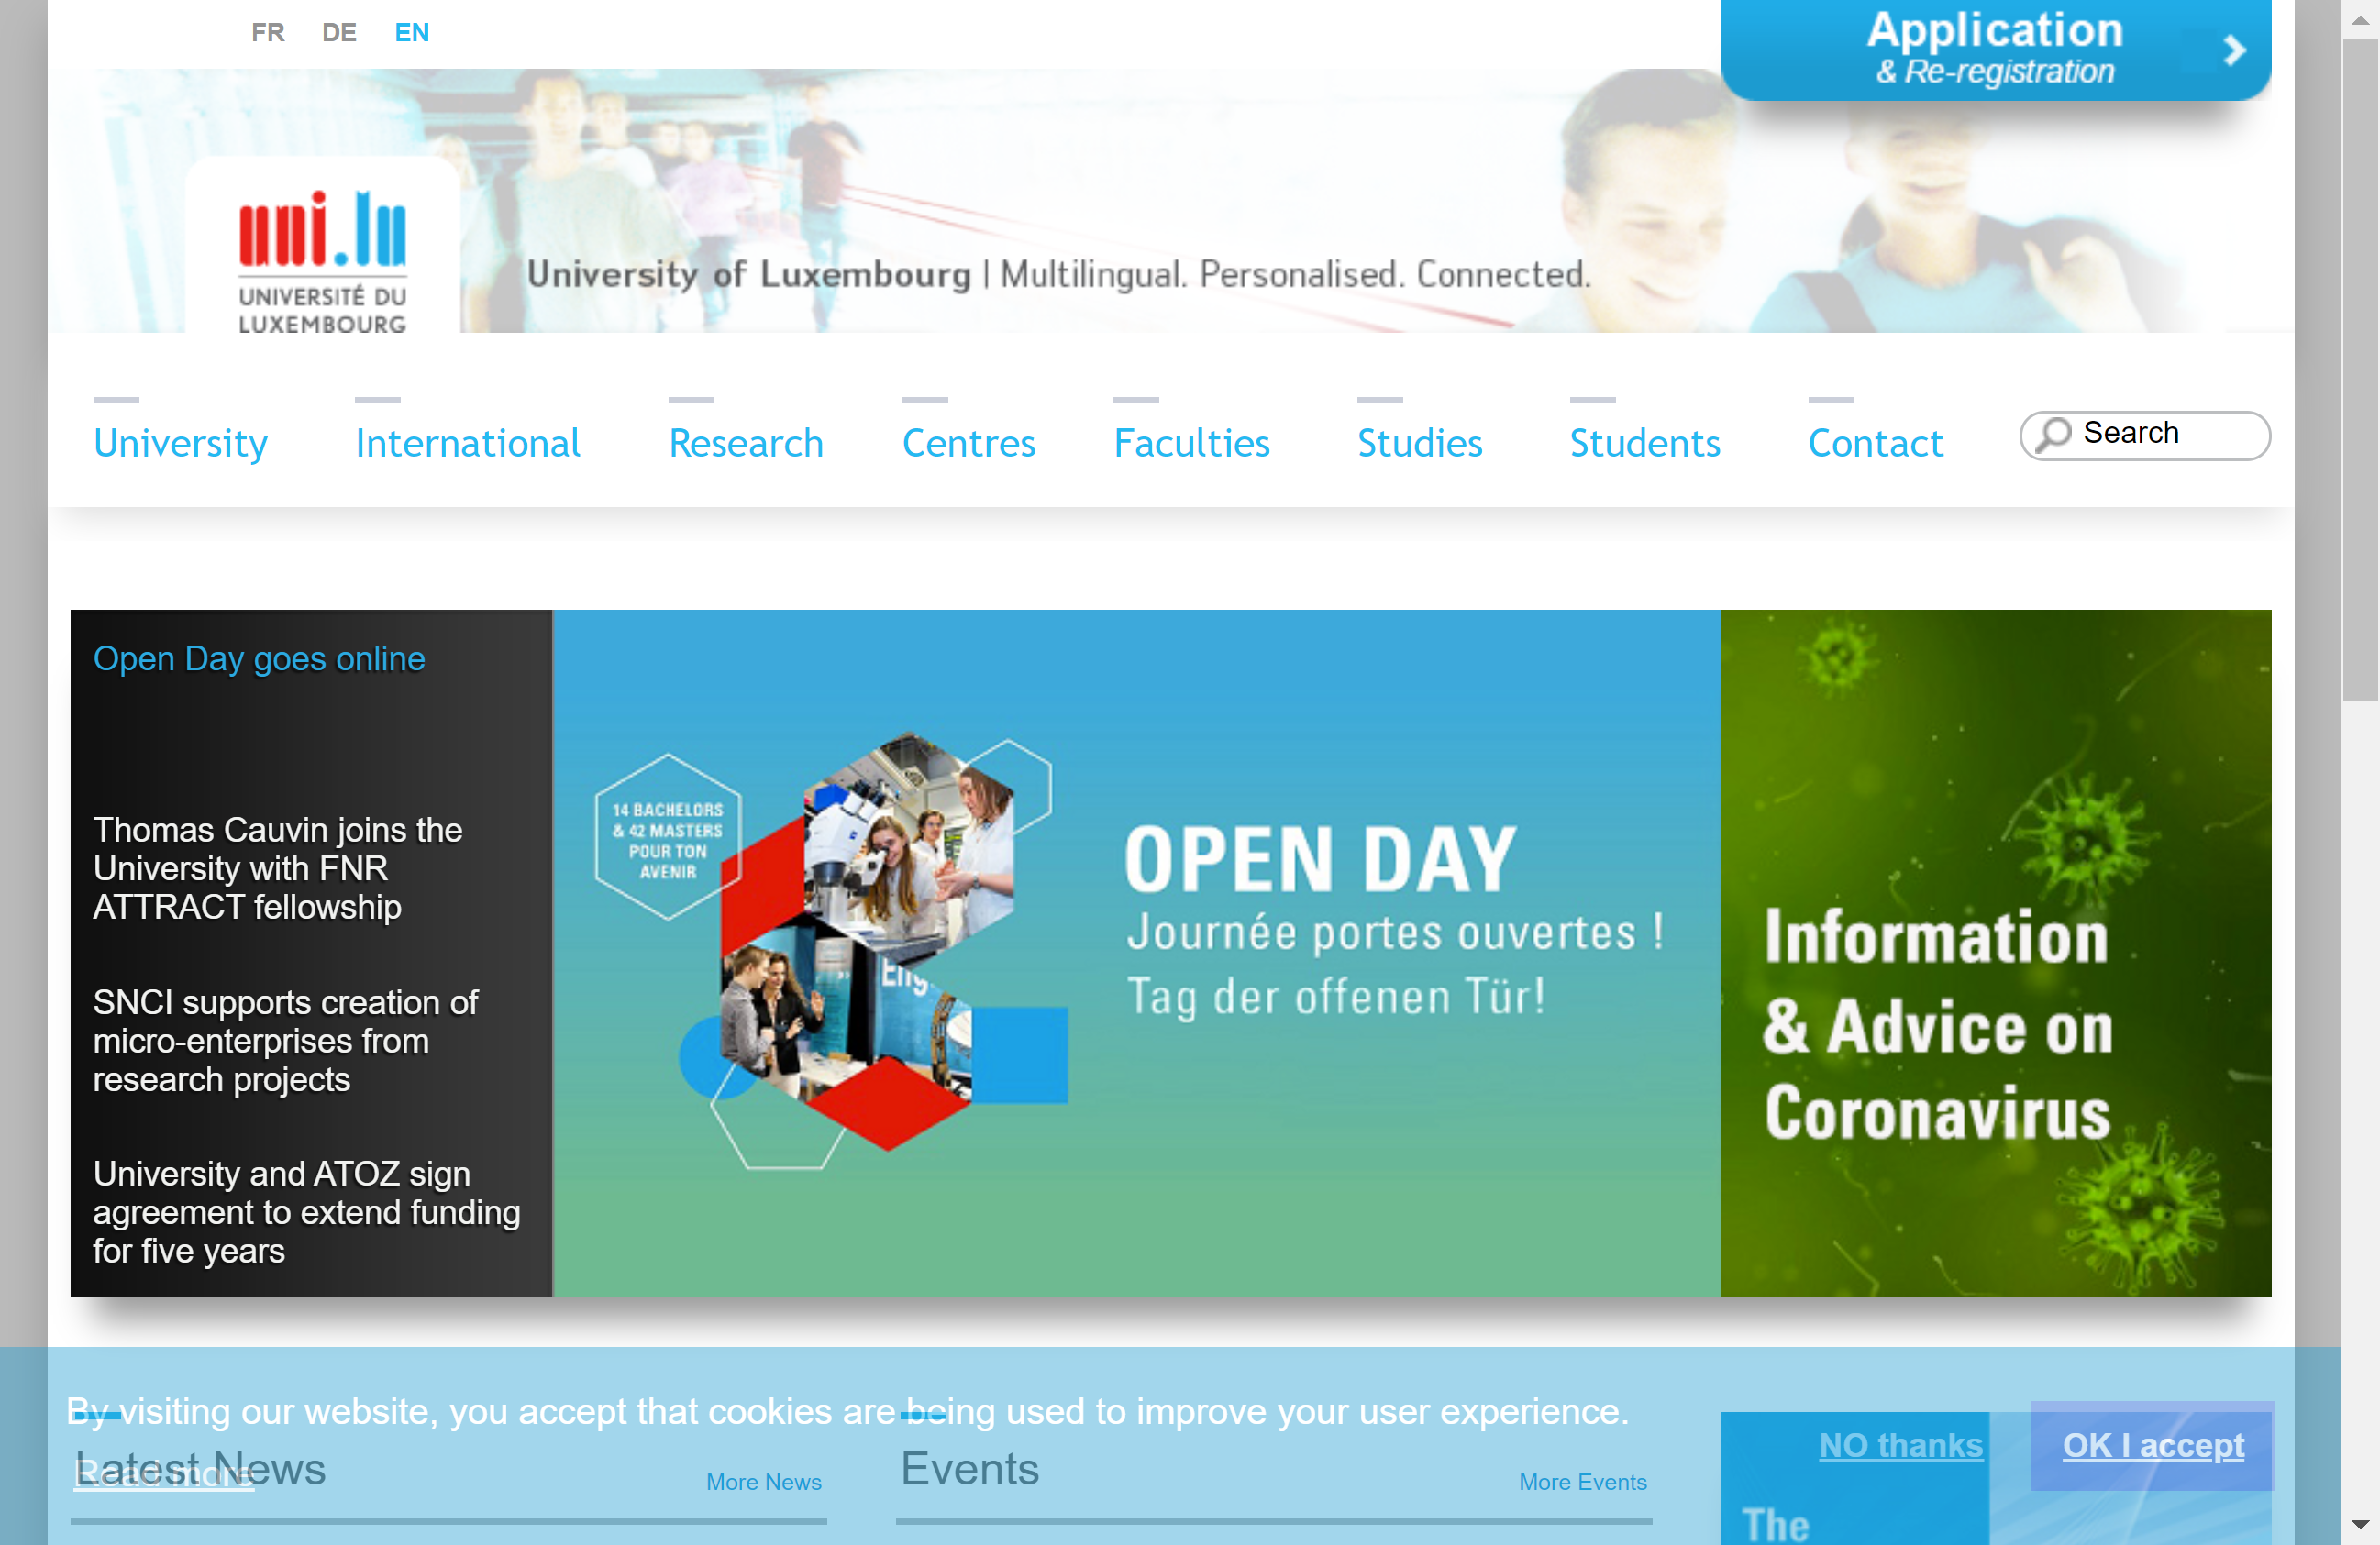 FR DE EN
Application
& Re-registration
uni.lu
UNIVERSITÉ DU
LUXEMBOURG
University of Luxembourg | Multilingual. Personalised. Connected.
University International Research Centres Faculties Studies Students Contact Search
Open Day goes online
Thomas Cauvin joins the
University with FNR
ATTRACT fellowship
SNCI supports creation of
micro-enterprises from
research projects
University and ATOZ sign
agreement to extend funding
for five years
14 BACHELORS
& 42 MASTERS
POUR TON
AVENIR
Eng
OPEN DAY
Journée portes ouvertes !
Tag der offenen Tür!
Information
& Advice on
Coronavirus
By visiting our website, you accept that cookies are being used to improve your user experience.
Read more
NO thanks
OK I accept
Latest News
More News
Events
More Events
The